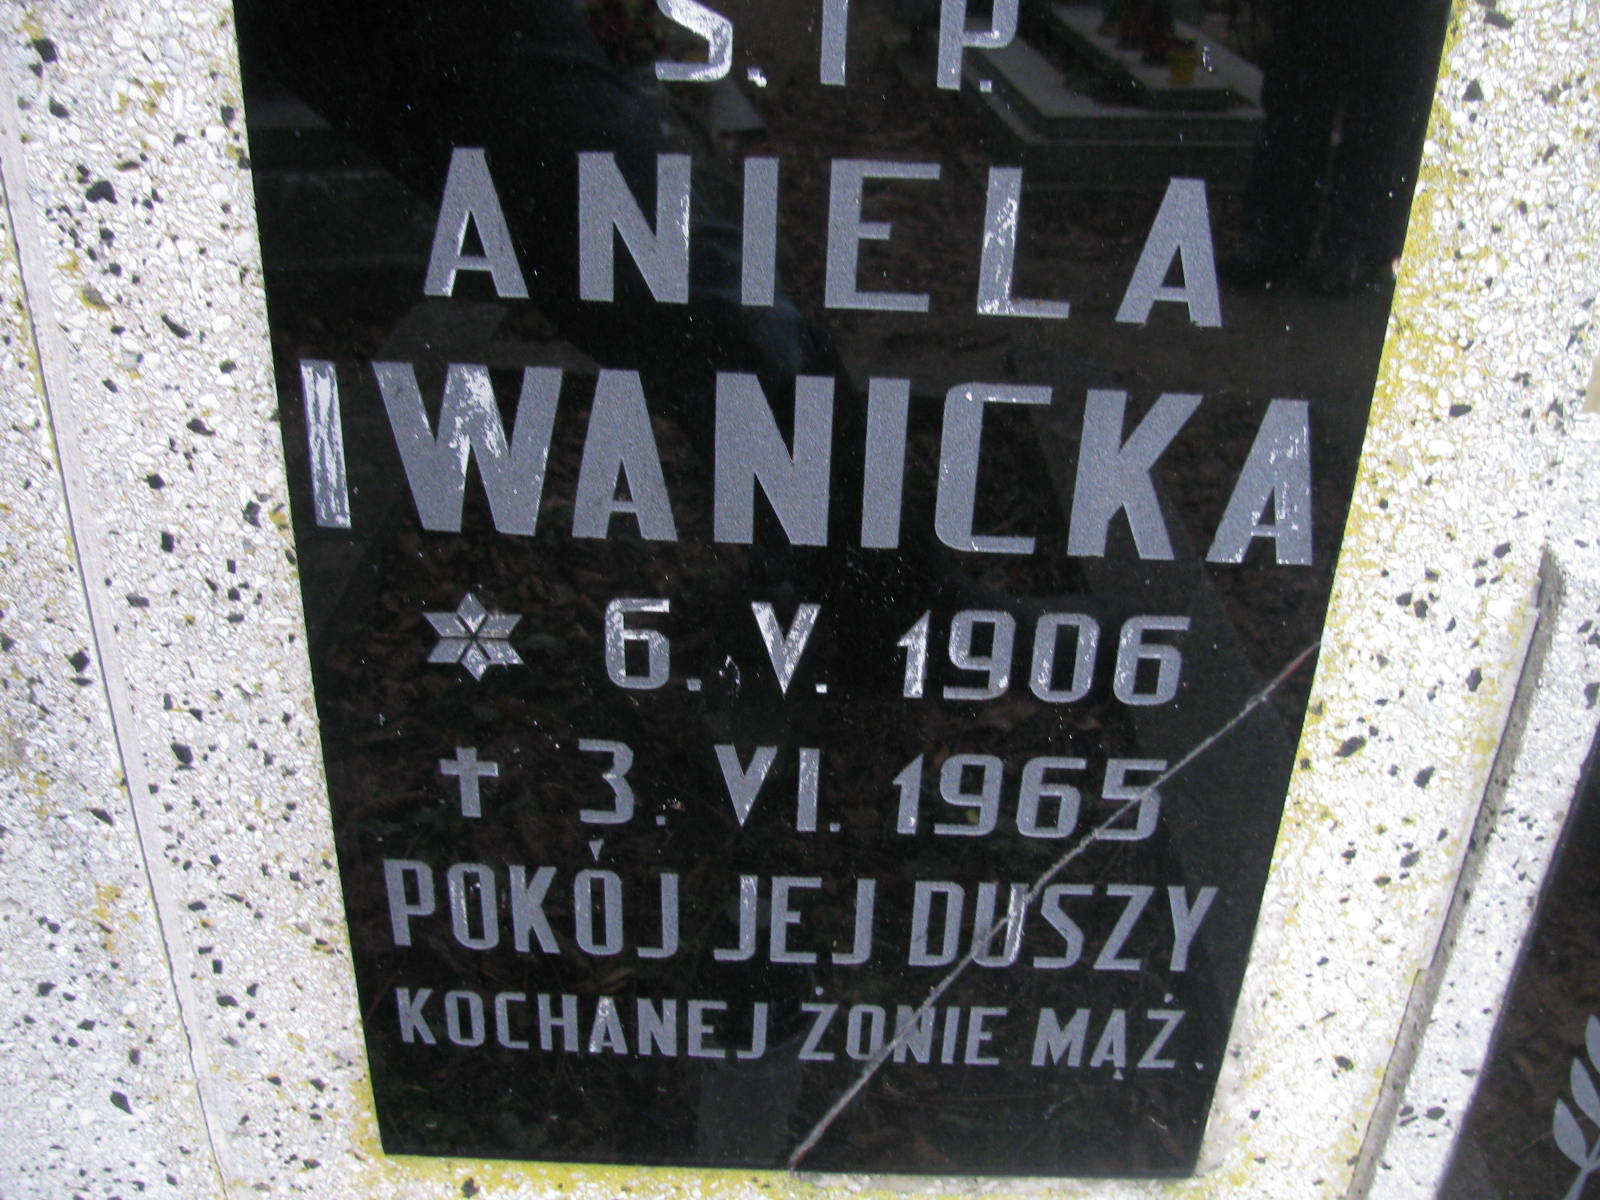 Ś.†P.
ANIELA
IWANICKA
✶ 6. V. 1906
✝ 3. VI. 1965
POKÓJ JEJ DUSZY
KOCHANEJ ŻONIE MĄŻ.